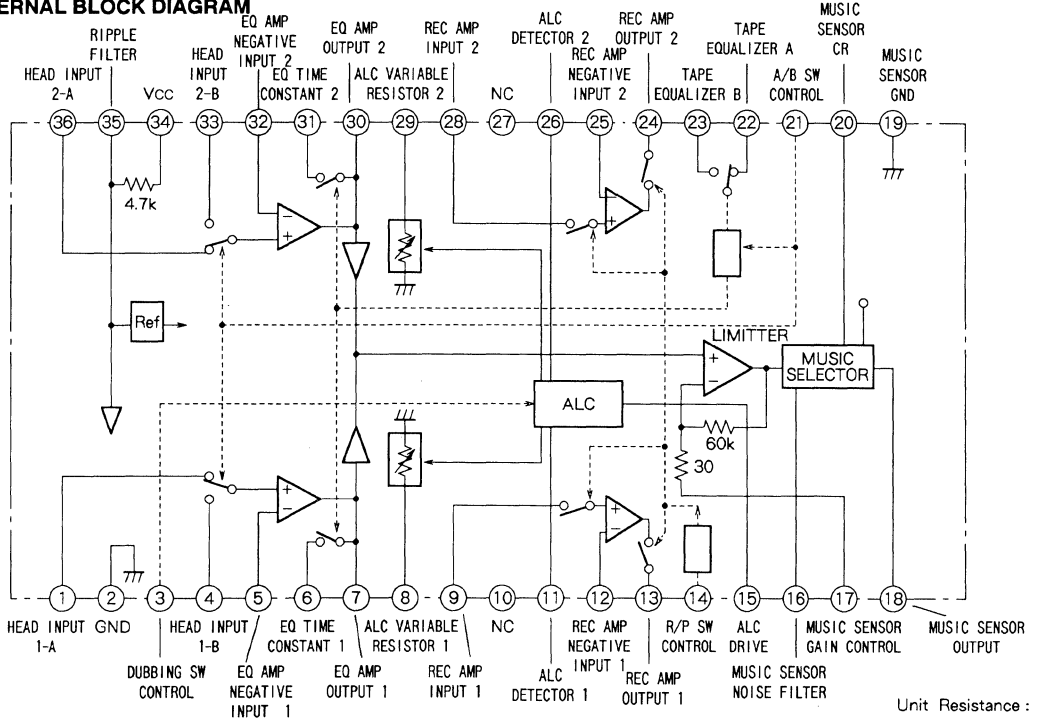 ERNAL BLOCK DIAGRAM
RIPPLE
FILTER
EQ AMP
NEGATIVE
INPUT 2
EQ AMP
OUTPUT 2
REC AMP
INPUT 2
ALC
DETECTOR 2
REC AMP
OUTPUT 2
TAPE
EQUALIZER A
MUSIC
SENSOR
CR
HEAD INPUT
2-A
VCC
HEAD
INPUT
2-B
EQ TIME
CONSTANT 2
ALC VARIABLE
RESISTOR 2
NC
REC AMP
NEGATIVE
INPUT 2
TAPE
EQUALIZER B
A/B SW
CONTROL
MUSIC
SENSOR
GND
36 35 34 33 32 31 30 29 28 27 26 25 24 23 22 21 20 19
4.7k
Ref
LIMITTER
MUSIC
SELECTOR
ALC
60k
30
1 2 3 4 5 6 7 8 9 10 11 12 13 14 15 16 17 18
HEAD INPUT
1-A
GND
HEAD INPUT
1-B
EQ TIME
CONSTANT 1
ALC VARIABLE
RESISTOR 1
NC
REC AMP
NEGATIVE
INPUT 1
R/P SW
CONTROL
ALC
DRIVE
MUSIC SENSOR
GAIN CONTROL
MUSIC SENSOR
OUTPUT
DUBBING SW
CONTROL
EQ AMP
NEGATIVE
INPUT 1
EQ AMP
OUTPUT 1
REC AMP
INPUT 1
ALC
DETECTOR 1
REC AMP
OUTPUT 1
MUSIC SENSOR
NOISE FILTER
Unit Resistance :